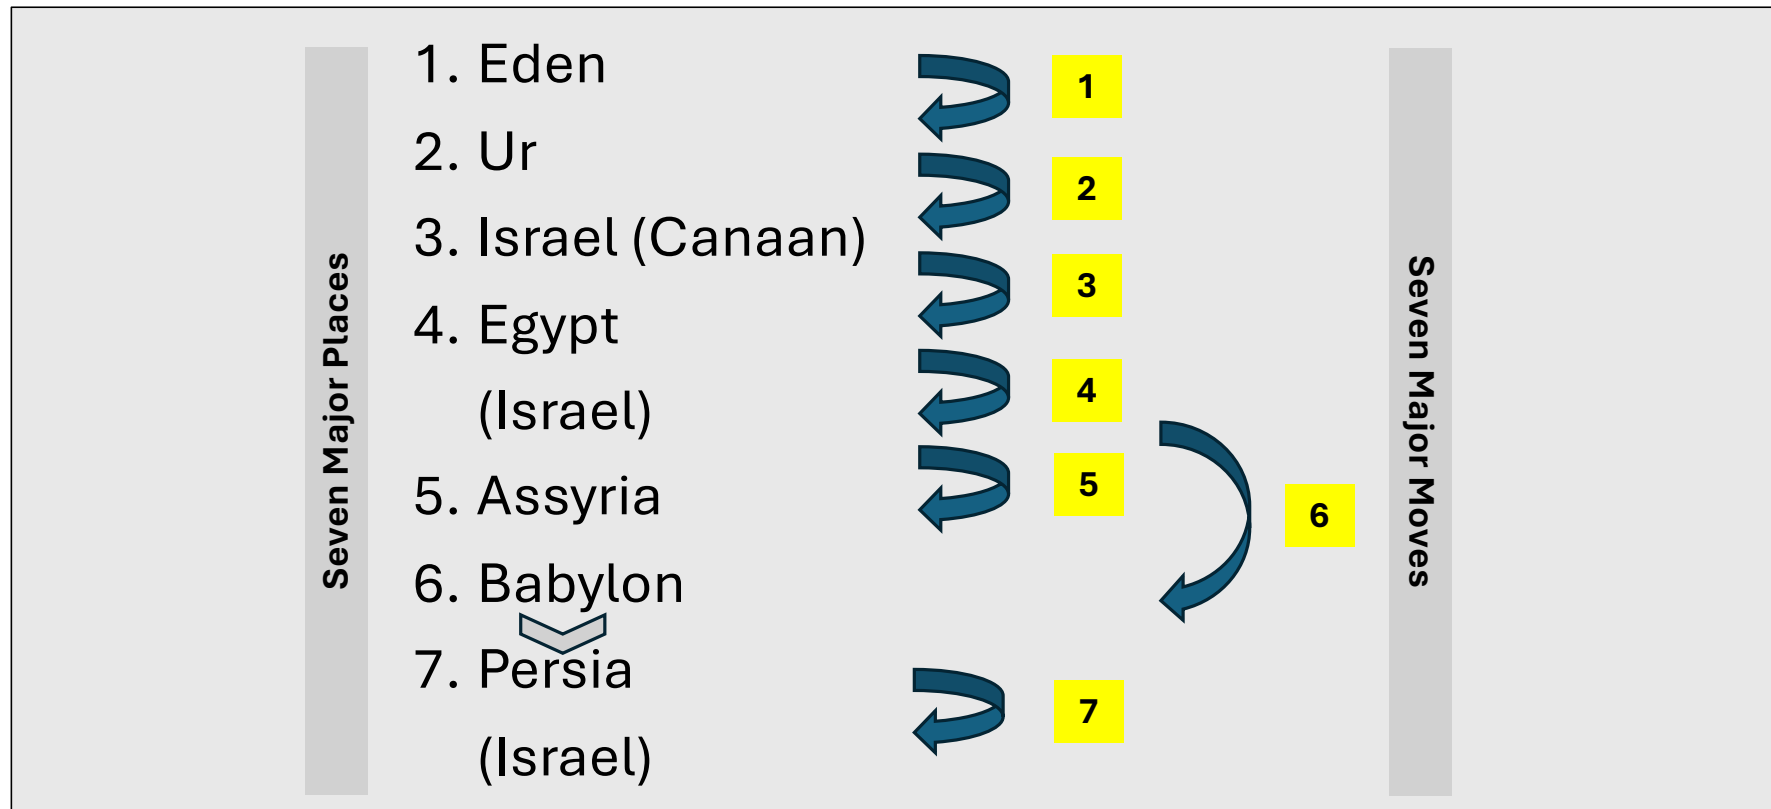 Seven Major Places
1. Eden
2. Ur
3. Israel (Canaan)
4. Egypt
(Israel)
5. Assyria
6. Babylon
7. Persia
(Israel)
1
2
3
4
5
6
7
Seven Major Moves